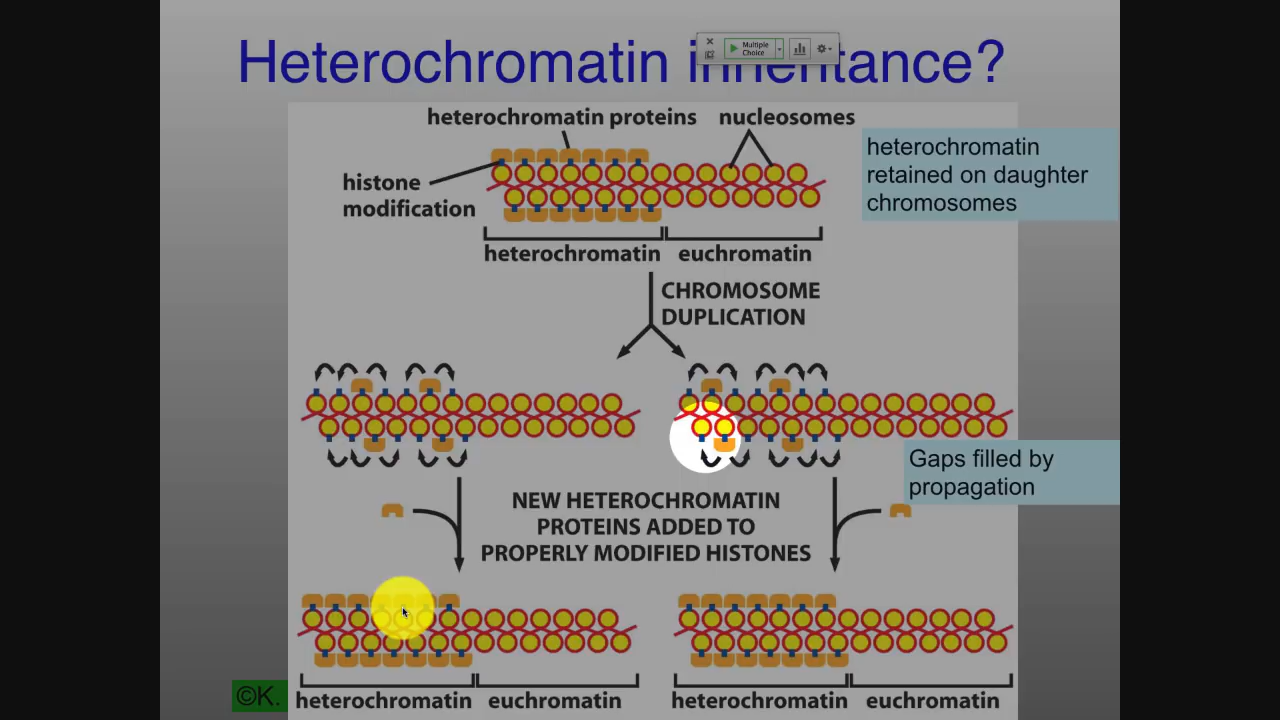 Heterochromatin inheritance?
Multiple
Choice
heterochromatin proteins
nucleosomes
histone
modification
heterochromatin
retained on daughter
chromosomes
heterochromatin
euchromatin
CHROMOSOME
DUPLICATION
Gaps filled by
propagation
NEW HETEROCHROMATIN
PROTEINS ADDED TO
PROPERLY MODIFIED HISTONES
©K.
heterochromatin
euchromatin
heterochromatin
euchromatin